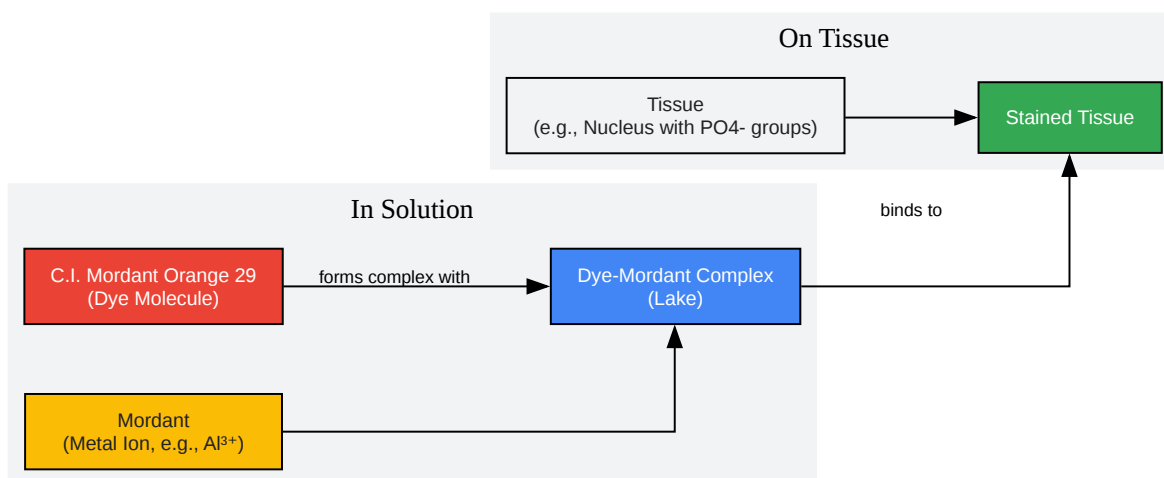 On Tissue
Tissue
(e.g., Nucleus with PO4- groups)
Stained Tissue
binds to
In Solution
C.I. Mordant Orange 29
(Dye Molecule)
forms complex with
Dye-Mordant Complex
(Lake)
Mordant
(Metal Ion, e.g., Al³⁺)